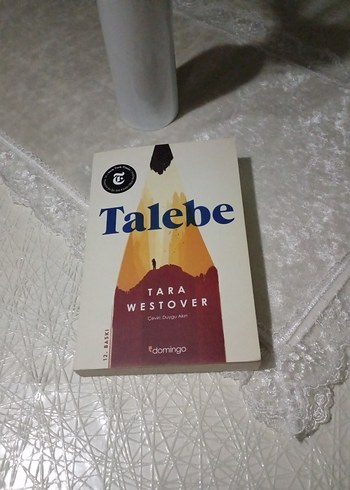 Talebe
TARA
WESTOVER
Çeviri: Duygu Akın
12. BASKI
domingo